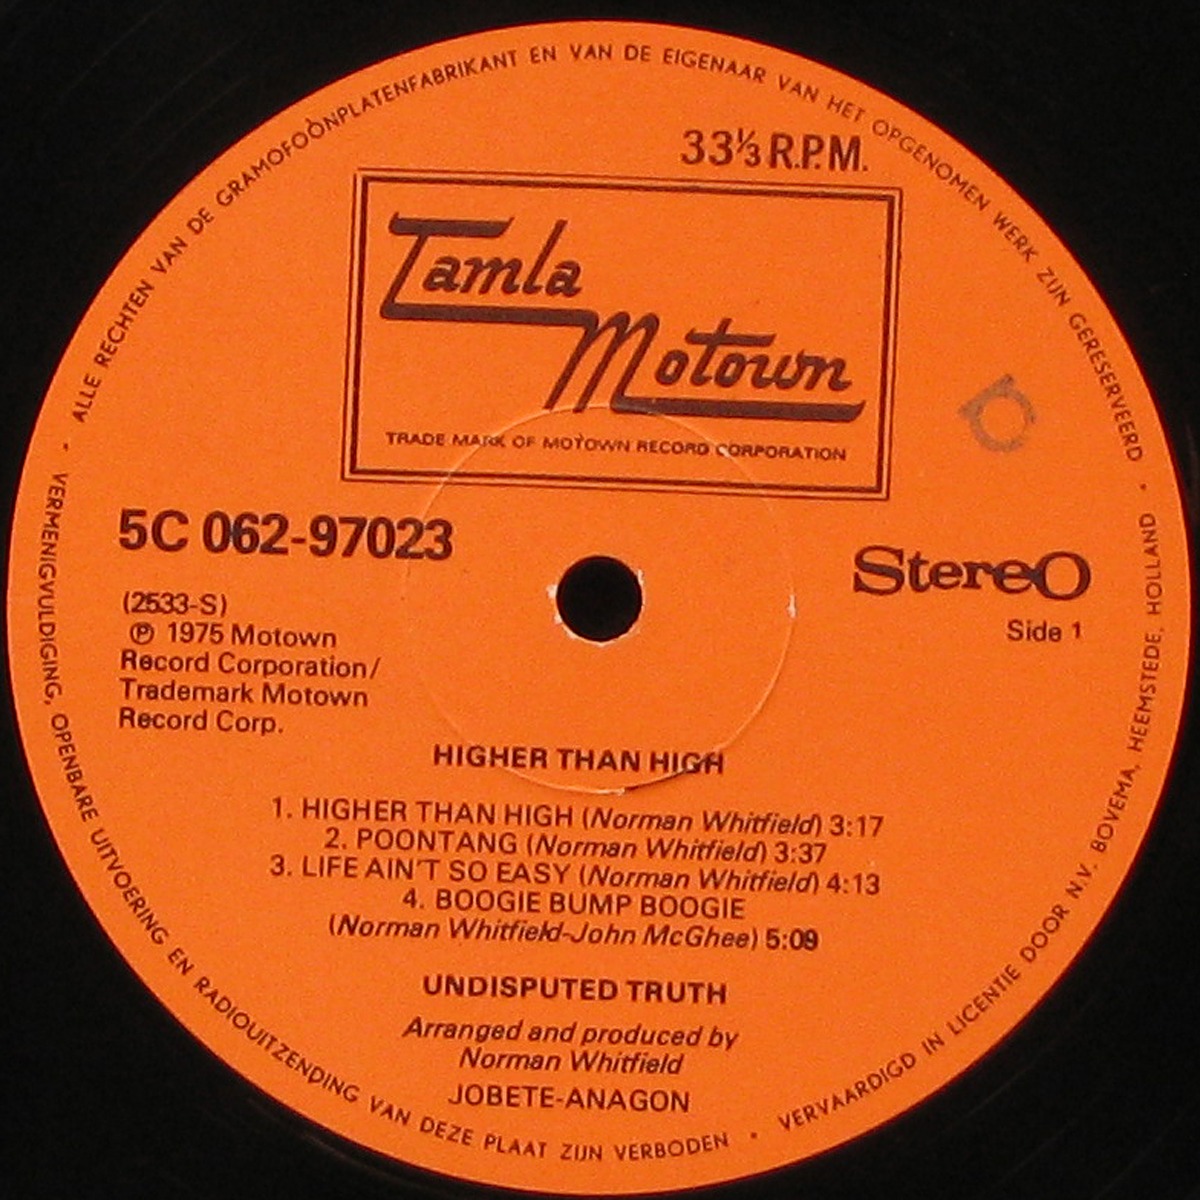 ALLE RECHTEN VAN DE GRAMOFOONPLATENFABRIKANT EN VAN DE EIGENAAR VAN HET OPGENOMEN WERK ZIJN GERESERVEERD ·
33⅓ R.P.M.
Tamla
Motown
TRADE MARK OF MOTOWN RECORD CORPORATION
5C 062-97023
Stereo
(2533-S)
Side 1
℗ 1975 Motown
Record Corporation/
Trademark Motown
Record Corp.
HIGHER THAN HIGH
1. HIGHER THAN HIGH (Norman Whitfield) 3:17
2. POONTANG (Norman Whitfield) 3:37
3. LIFE AIN'T SO EASY (Norman Whitfield) 4:13
4. BOOGIE BUMP BOOGIE
(Norman Whitfield-John McGhee) 5:09
UNDISPUTED TRUTH
Arranged and produced by
Norman Whitfield
JOBETE-ANAGON
· VERMENIGVULDIGING, OPENBARE UITVOERING EN RADIOUITZENDING VAN DEZE PLAAT ZIJN VERBODEN ·
VERVAARDIGD IN LICENTIE DOOR N.V. BOVEMA, HEEMSTEDE, HOLLAND